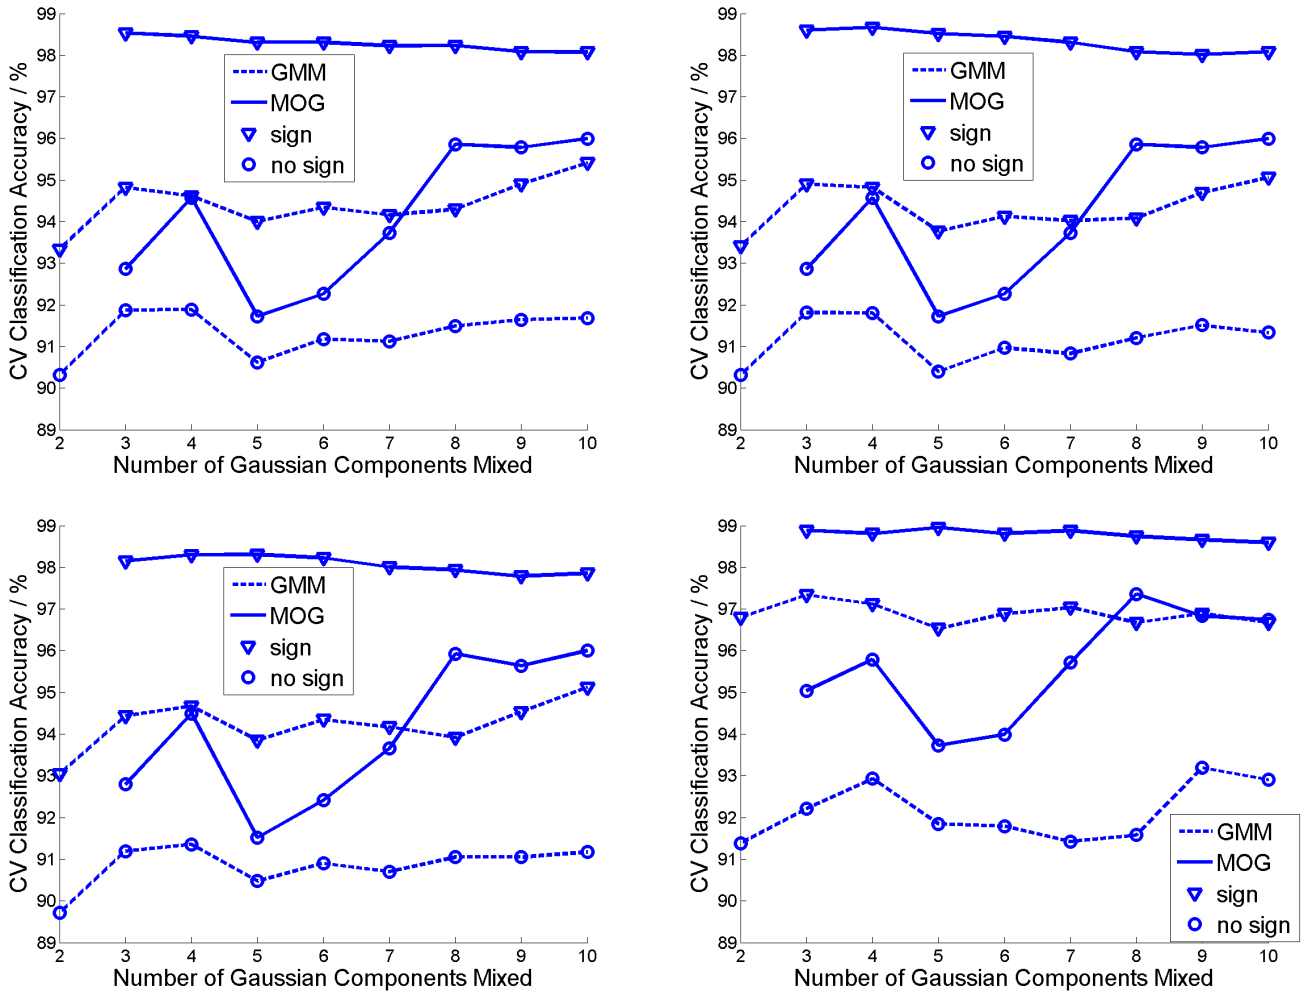 99
98
97
96
95
94
93
92
91
90
89
CV Classification Accuracy / %
GMM
MOG
sign
no sign
2 3 4 5 6 7 8 9 10
Number of Gaussian Components Mixed
99
98
97
96
95
94
93
92
91
90
89
CV Classification Accuracy / %
GMM
MOG
sign
no sign
2 3 4 5 6 7 8 9 10
Number of Gaussian Components Mixed
99
98
97
96
95
94
93
92
91
90
89
CV Classification Accuracy / %
GMM
MOG
sign
no sign
2 3 4 5 6 7 8 9 10
Number of Gaussian Components Mixed
99
98
97
96
95
94
93
92
91
90
89
CV Classification Accuracy / %
GMM
MOG
sign
no sign
2 3 4 5 6 7 8 9 10
Number of Gaussian Components Mixed